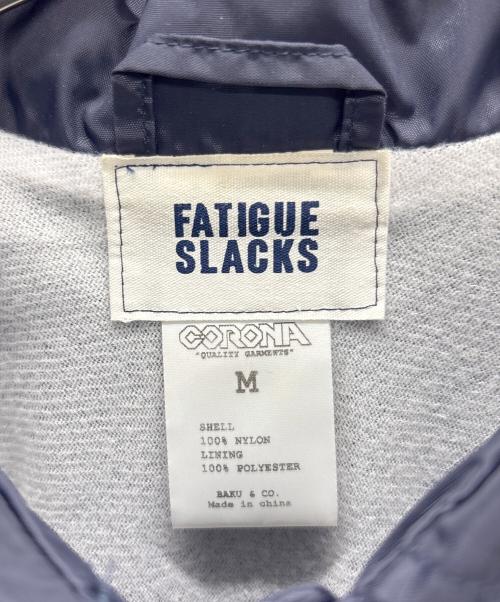 FATIGUE
SLACKS
CORONA
"QUALITY GARMENTS"
M
SHELL
100% NYLON
LINING
100% POLYESTER
BAKU & CO.
Made in china